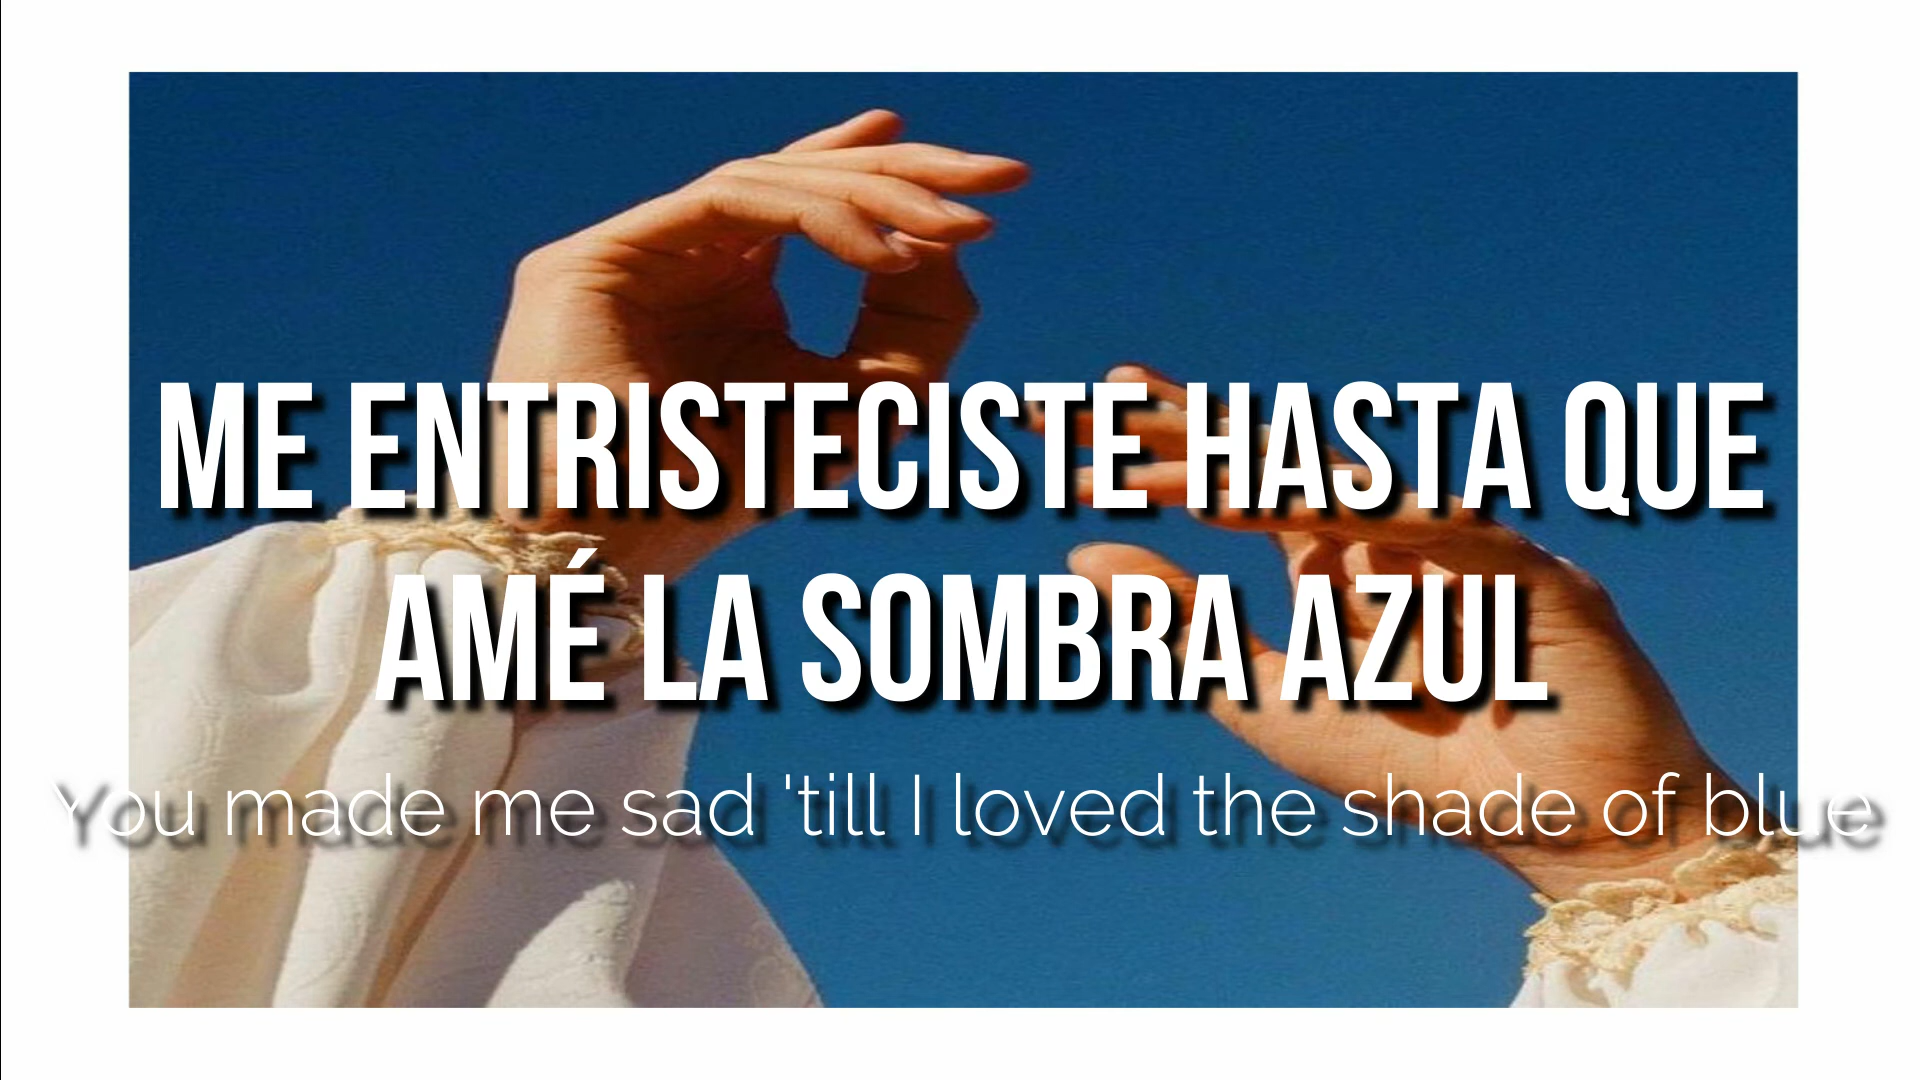 ME ENTRISTECISTE HASTA QUE
AMÉ LA SOMBRA AZUL
You made me sad 'till I loved the shade of blue